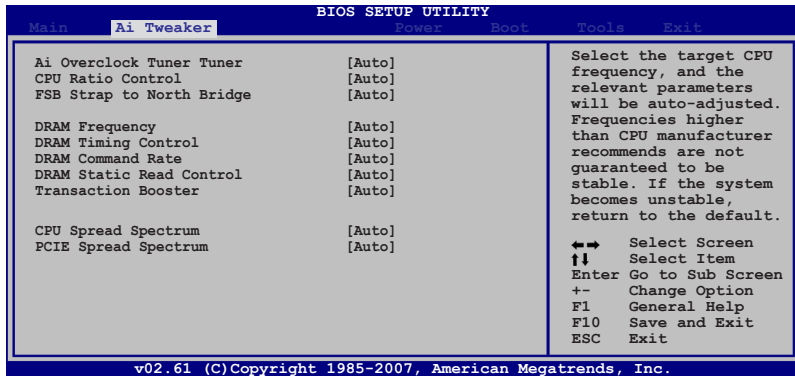 BIOS SETUP UTILITY
Main Ai Tweaker Power Boot Tools Exit
Ai Overclock Tuner Tuner [Auto]
CPU Ratio Control [Auto]
FSB Strap to North Bridge [Auto]
DRAM Frequency [Auto]
DRAM Timing Control [Auto]
DRAM Command Rate [Auto]
DRAM Static Read Control [Auto]
Transaction Booster [Auto]
CPU Spread Spectrum [Auto]
PCIE Spread Spectrum [Auto]
Select the target CPU
frequency, and the
relevant parameters
will be auto-adjusted.
Frequencies higher
than CPU manufacturer
recommends are not
guaranteed to be
stable. If the system
becomes unstable,
return to the default.
←→ Select Screen
↑↓ Select Item
Enter Go to Sub Screen
+- Change Option
F1 General Help
F10 Save and Exit
ESC Exit
v02.61 (C)Copyright 1985-2007, American Megatrends, Inc.